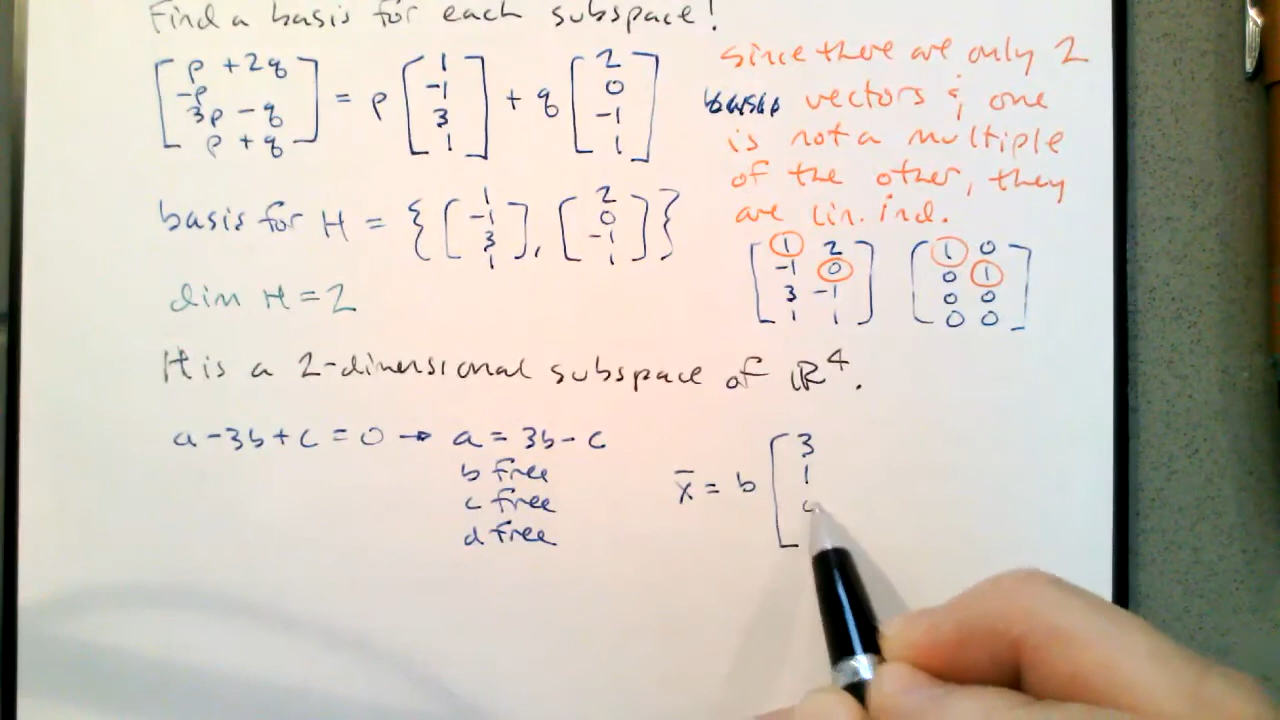 Find a basis for each subspace!
[p + 2q
-p
3p - q
p + q] = p [1
-1
3
1] + q [2
0
-1
1]
since there are only 2
basis vectors & one
is not a multiple
of the other, they
are lin. ind.
basis for H = { [1
-1
3
1], [2
0
-1
1] }
[1 2
-1 0
3 -1
1 1] [1 0
0 1
0 0
0 0]
dim H = 2
H is a 2-dimensional subspace of ℝ⁴.
a - 3b + c = 0 → a = 3b - c
b free
c free
d free
x̄ = b [3
1